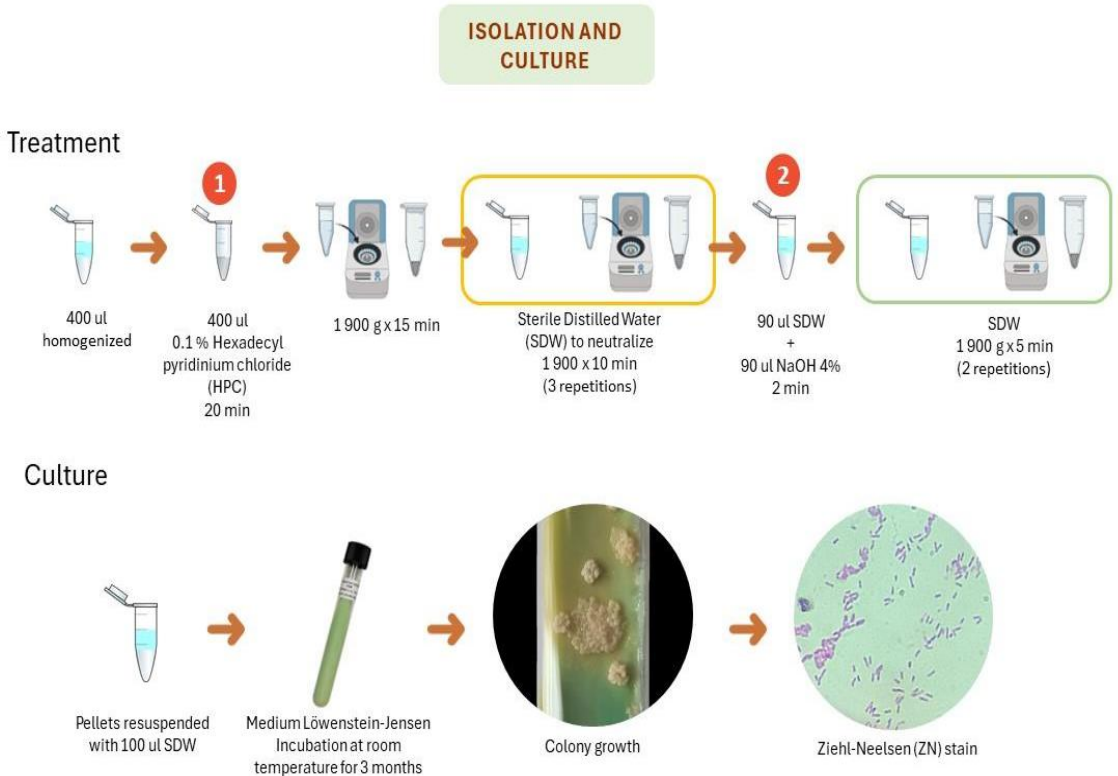 ISOLATION AND
CULTURE
Treatment
1
2
400 ul
homogenized
400 ul
0.1 % Hexadecyl
pyridinium chloride
(HPC)
20 min
1 900 g x 15 min
Sterile Distilled Water
(SDW) to neutralize
1 900 x 10 min
(3 repetitions)
90 ul SDW
+
90 ul NaOH 4%
2 min
SDW
1 900 g x 5 min
(2 repetitions)
Culture
Pellets resuspended
with 100 ul SDW
Medium Löwenstein-Jensen
Incubation at room
temperature for 3 months
Colony growth
Ziehl-Neelsen (ZN) stain